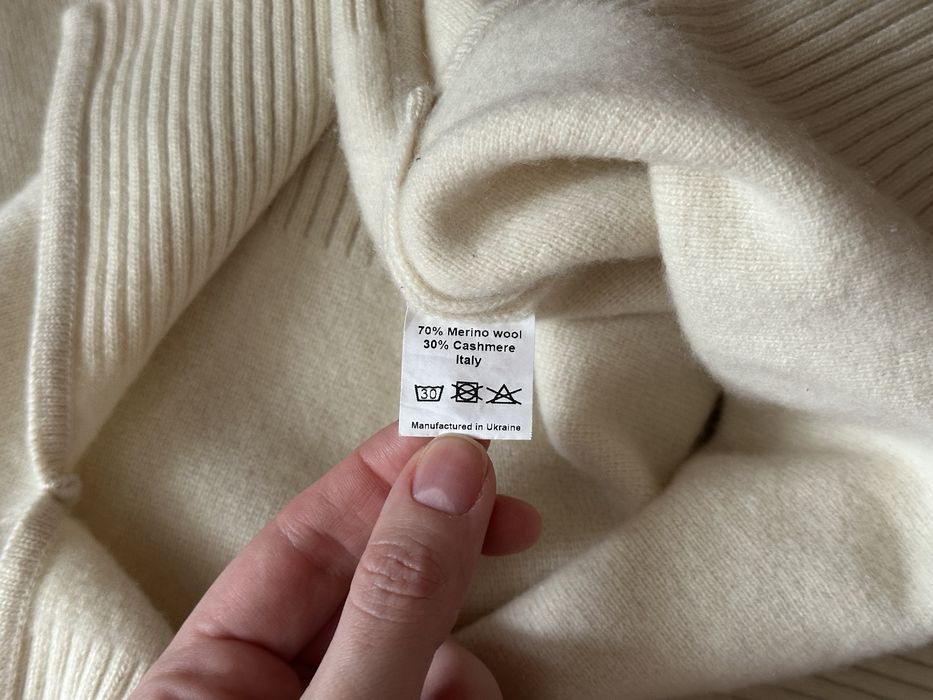 70% Merino wool
30% Cashmere
Italy
30
Manufactured in Ukraine